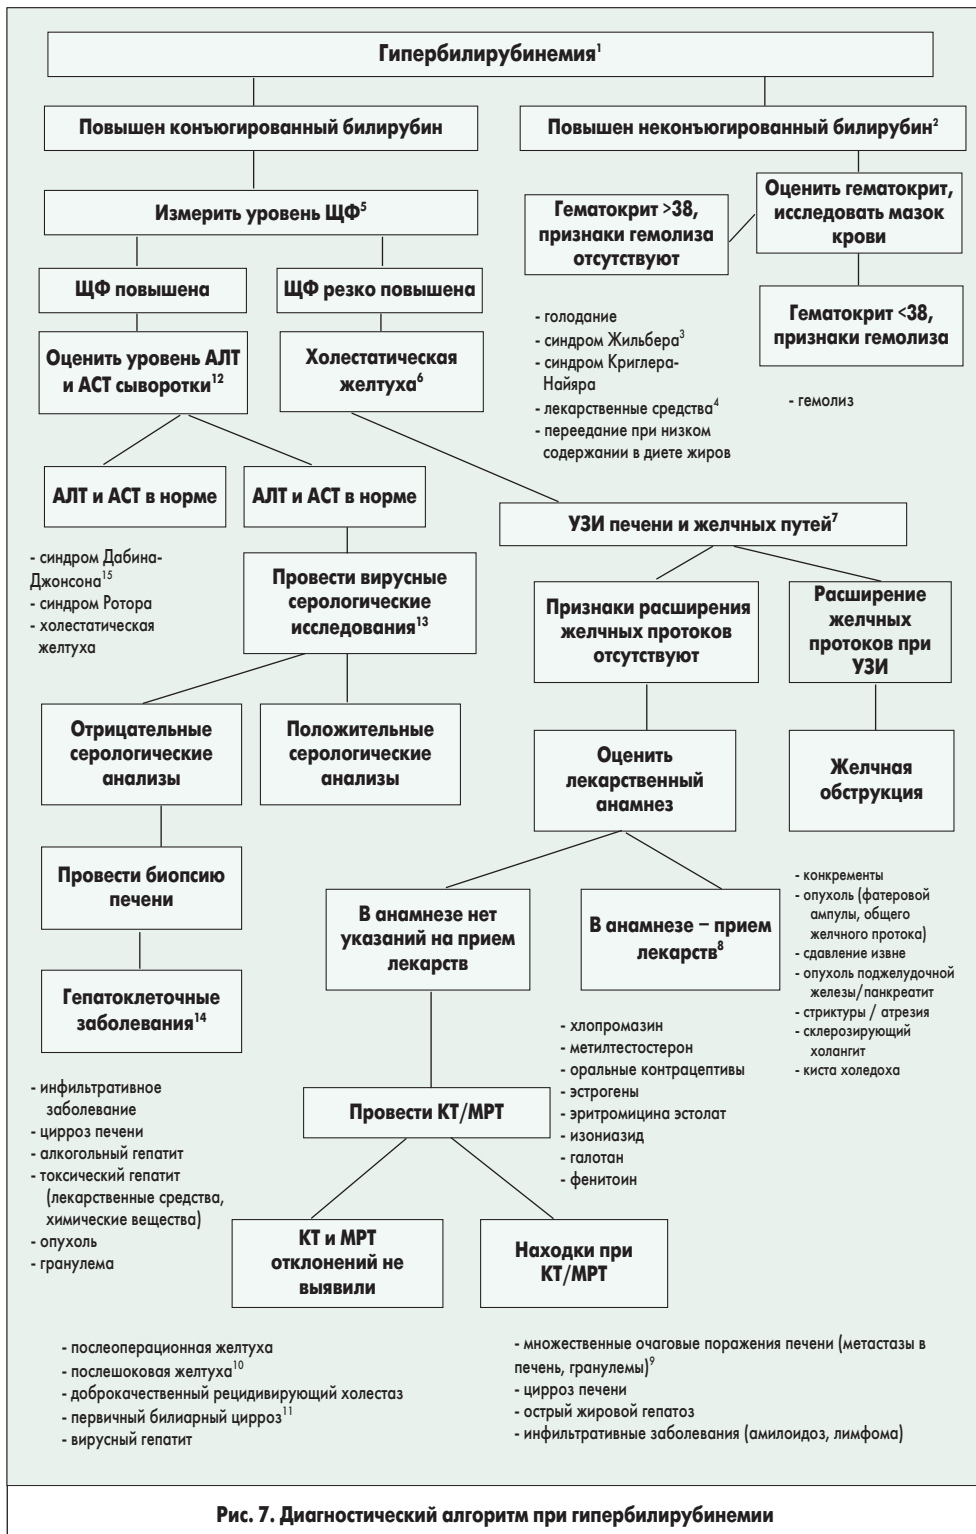 Гипербилирубинемия¹
Повышен конъюгированный билирубин
Повышен неконъюгированный билирубин²
Измерить уровень ЩФ⁵
Гематокрит >38,
признаки гемолиза
отсутствуют
Оценить гематокрит,
исследовать мазок
крови
ЩФ повышена
ЩФ резко повышена
Гематокрит <38,
признаки гемолиза
- голодание
- синдром Жильбера³
- синдром Криглера-
Найяра
- лекарственные средства⁴
- переедание при низком
содержании в диете жиров
- гемолиз
Оценить уровень АЛТ
и АСТ сыворотки¹²
Холестатическая
желтуха⁶
АЛТ и АСТ в норме
АЛТ и АСТ в норме
УЗИ печени и желчных путей⁷
- синдром Дабина-
Джонсона¹⁵
- синдром Ротора
- холестатическая
желтуха
Провести вирусные
серологические
исследования¹³
Признаки расширения
желчных протоков
отсутствуют
Расширение
желчных
протоков при
УЗИ
Отрицательные
серологические
анализы
Положительные
серологические
анализы
Оценить
лекарственный
анамнез
Желчная
обструкция
Провести биопсию
печени
В анамнезе нет
указаний на прием
лекарств
В анамнезе – прием
лекарств⁸
- конкременты
- опухоль (фатеровой
ампулы, общего
желчного протока)
- сдавление извне
- опухоль поджелудочной
железы/панкреатит
- стриктуры / атрезия
- склерозирующий
холангит
- киста холедоха
Гепатоклеточные
заболевания¹⁴
- хлопромазин
- метилтестостерон
- оральные контрацептивы
- эстрогены
- эритромицина эстолат
- изониазид
- галотан
- фенитоин
- инфильтративное
заболевание
- цирроз печени
- алкогольный гепатит
- токсический гепатит
(лекарственные средства,
химические вещества)
- опухоль
- гранулема
Провести КТ/МРТ
КТ и МРТ
отклонений не
выявили
Находки при
КТ/МРТ
- послеоперационная желтуха
- послешоковая желтуха¹⁰
- доброкачественный рецидивирующий холестаз
- первичный билиарный цирроз¹¹
- вирусный гепатит
- множественные очаговые поражения печени (метастазы в
печень, гранулемы)⁹
- цирроз печени
- острый жировой гепатоз
- инфильтративные заболевания (амилоидоз, лимфома)
Рис. 7. Диагностический алгоритм при гипербилирубинемии